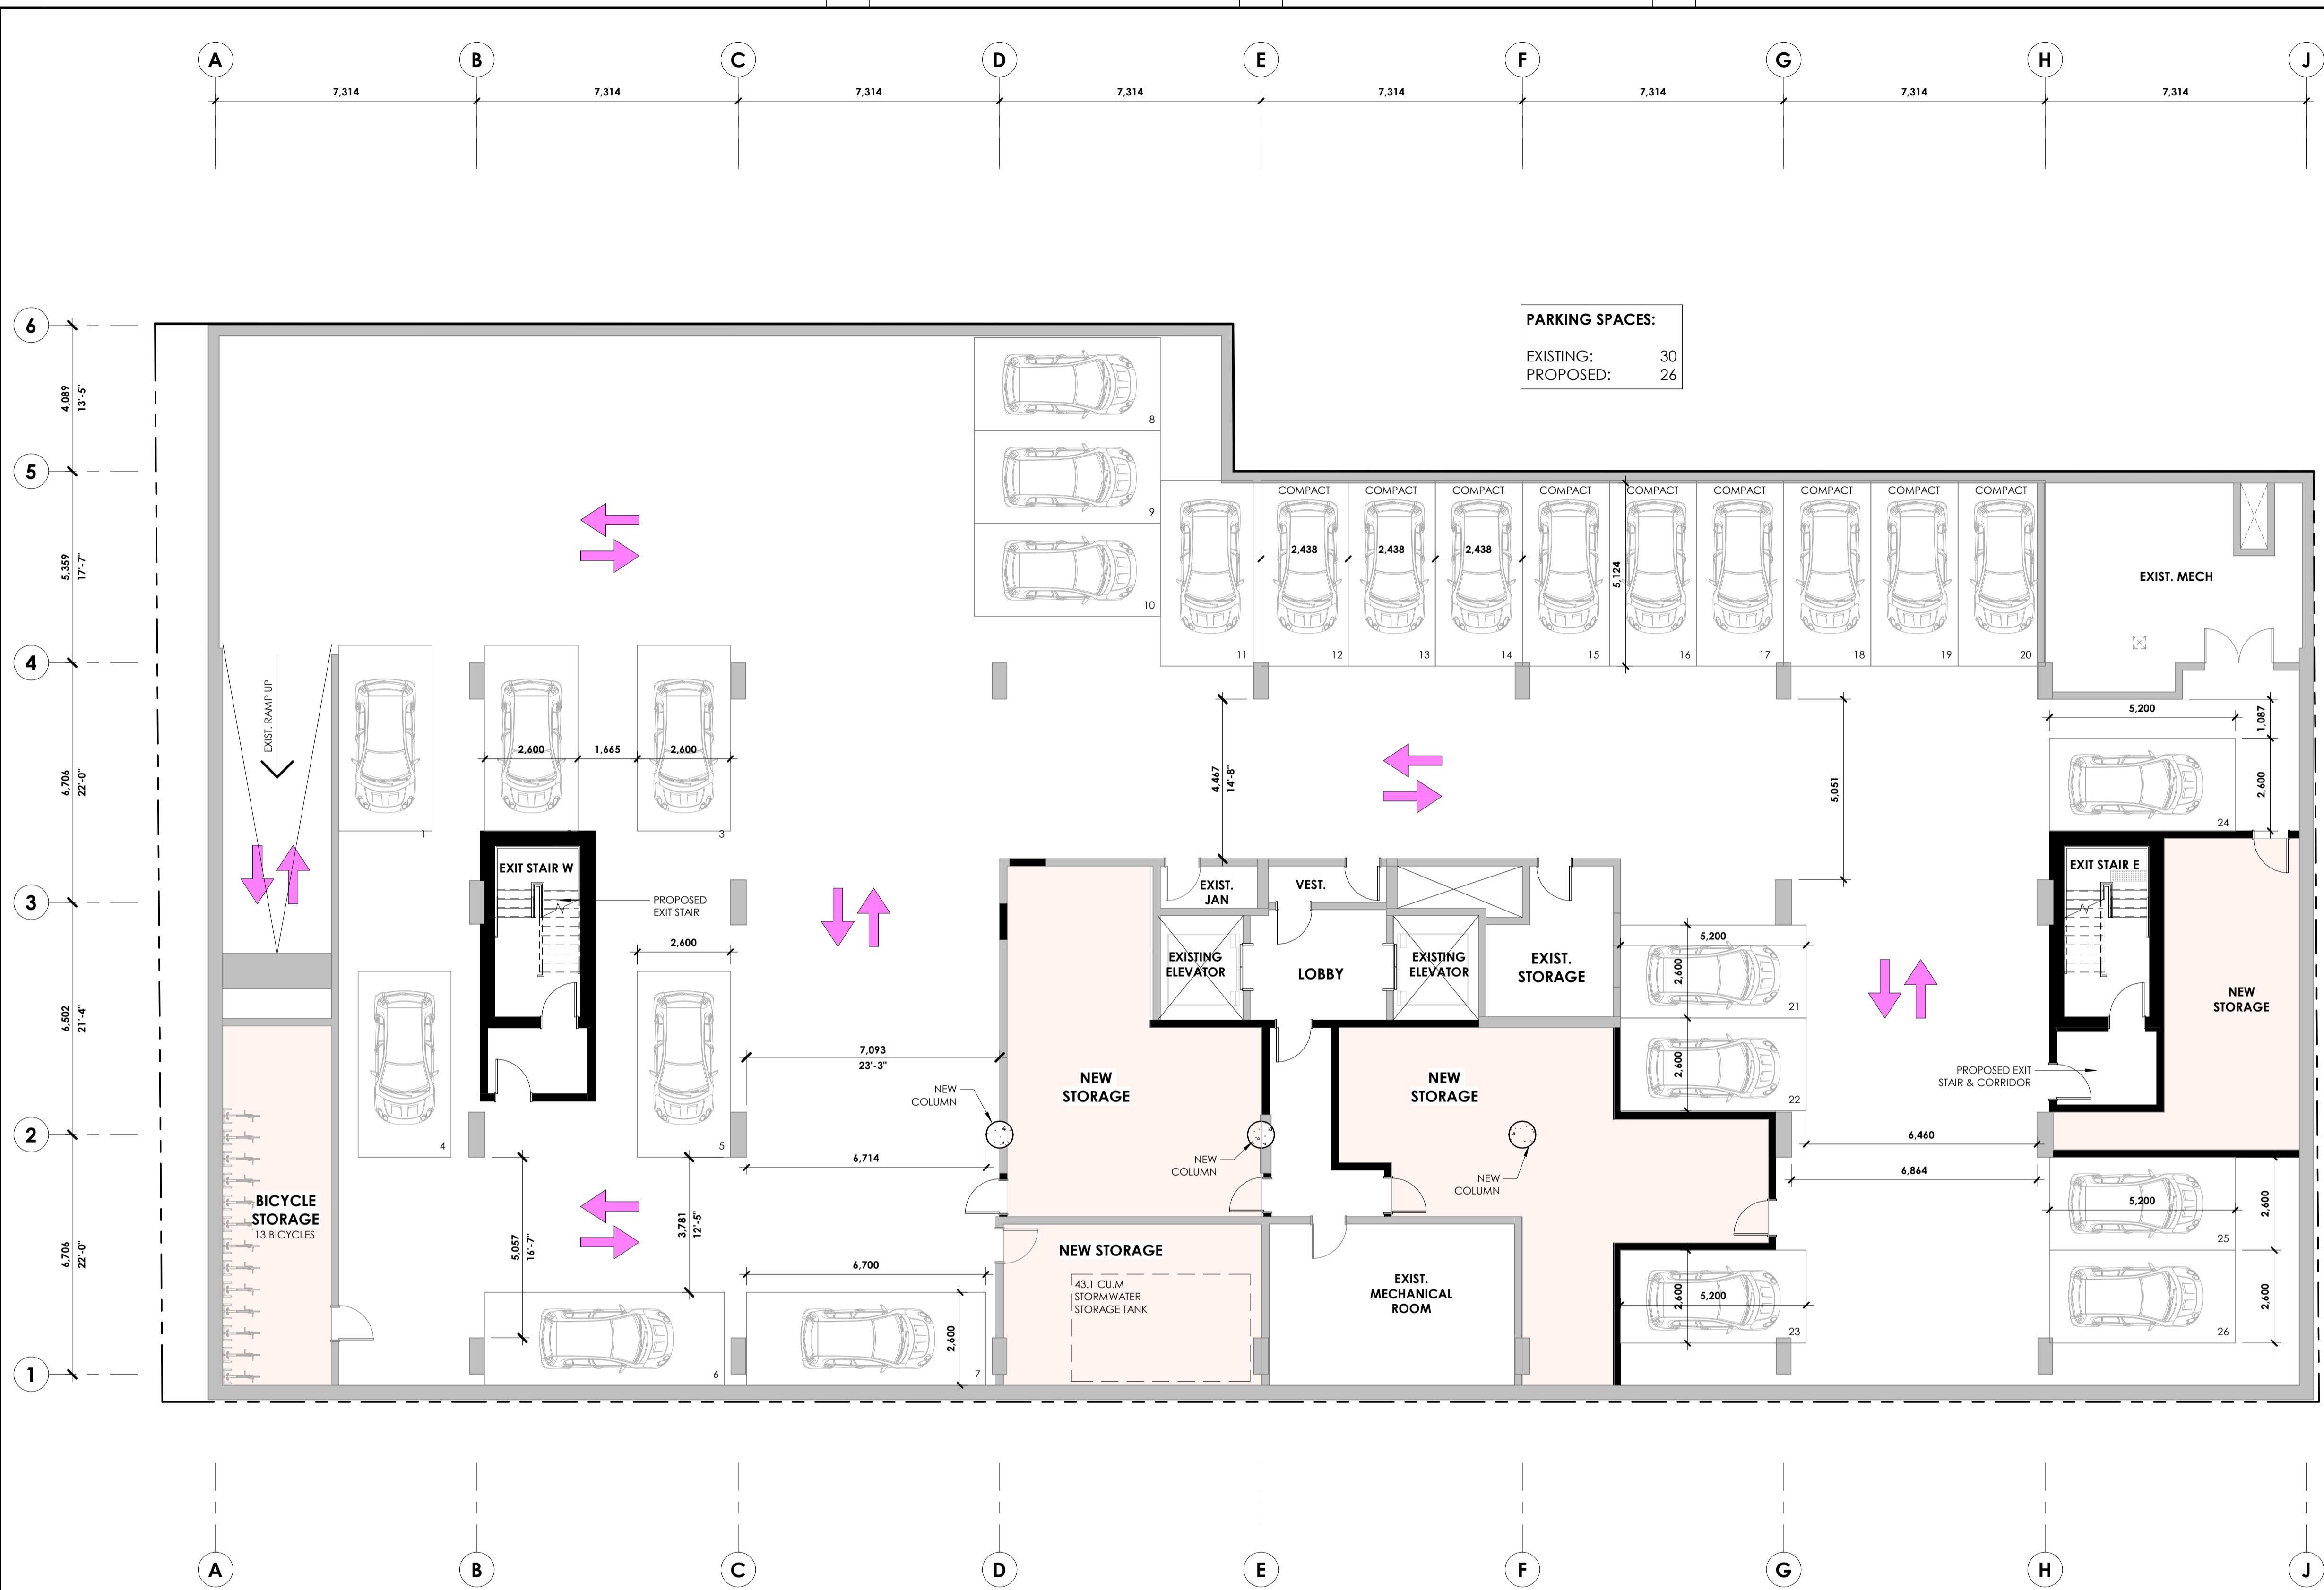 A B C D E F G H J
7,314 7,314 7,314 7,314 7,314 7,314 7,314 7,314
6
PARKING SPACES:
EXISTING: 30
PROPOSED: 26
4,089
13'-5"
8
5
COMPACT COMPACT COMPACT COMPACT COMPACT COMPACT COMPACT COMPACT COMPACT
9
2,438 2,438 2,438
5,124
5,359
17'-7"
EXIST. MECH
10
11 12 13 14 15 16 17 18 19 20
4
EXIST. RAMP UP
5,200
1,087
2,600 1,665 2,600
6,706
22'-0"
4,467
14'-8"
5,051
2,600
24
1
3
EXIT STAIR W
EXIST.
JAN
VEST.
EXIT STAIR E
3
PROPOSED
EXIT STAIR
2,600
5,200
EXISTING
ELEVATOR
LOBBY
EXISTING
ELEVATOR
EXIST.
STORAGE
2,600
21
NEW
STORAGE
6,502
21'-4"
7,093
23'-3"
NEW
COLUMN
NEW
STORAGE
NEW
STORAGE
2,600
22
PROPOSED EXIT
STAIR & CORRIDOR
2
4
5
6,714
NEW
COLUMN
NEW
COLUMN
6,460
6,864
BICYCLE
STORAGE
13 BICYCLES
5,057
16'-7"
3,781
12'-5"
5,200
2,600
25
6,706
22'-0"
6,700
NEW STORAGE
43.1 CU.M
STORMWATER
STORAGE TANK
EXIST.
MECHANICAL
ROOM
2,600
5,200
23
2,600
26
2,600
1
6
7
A B C D E F G H J